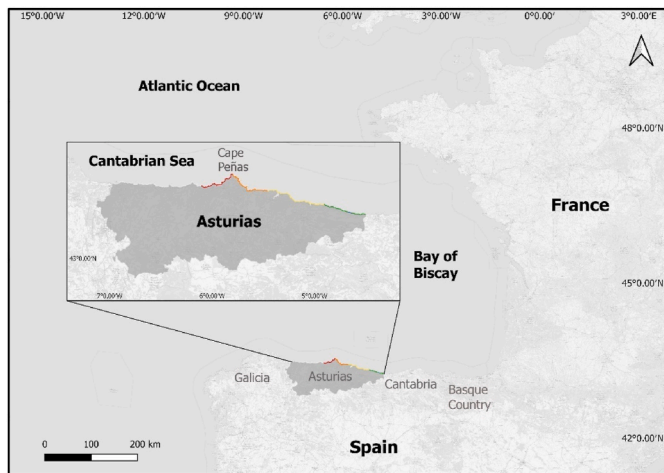 15°0.00'W 9°0.00'W 6°0.00'W 3°0.00'W 0°0.00' 3°0.00'E
Atlantic Ocean
48°0.00'N
Cantabrian Sea
Cape
Peñas
Asturias
France
43°0.00'N
Bay of
Biscay
7°0.00'W 6°0.00'W 5°0.00'W
45°0.00'N
Galicia
Asturias
Cantabria
Basque
Country
42°0.00'N
Spain
0 100 200 km